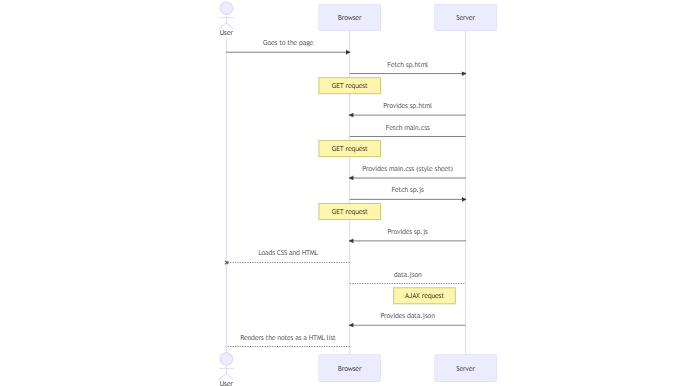 User
Browser
Server
Goes to the page
Fetch sp.html
GET request
Provides sp.html
Fetch main.css
GET request
Provides main.css (style sheet)
Fetch sp.js
GET request
Provides sp.js
Loads CSS and HTML
data.json
AJAX request
Provides data.json
Renders the notes as a HTML list
User
Browser
Server